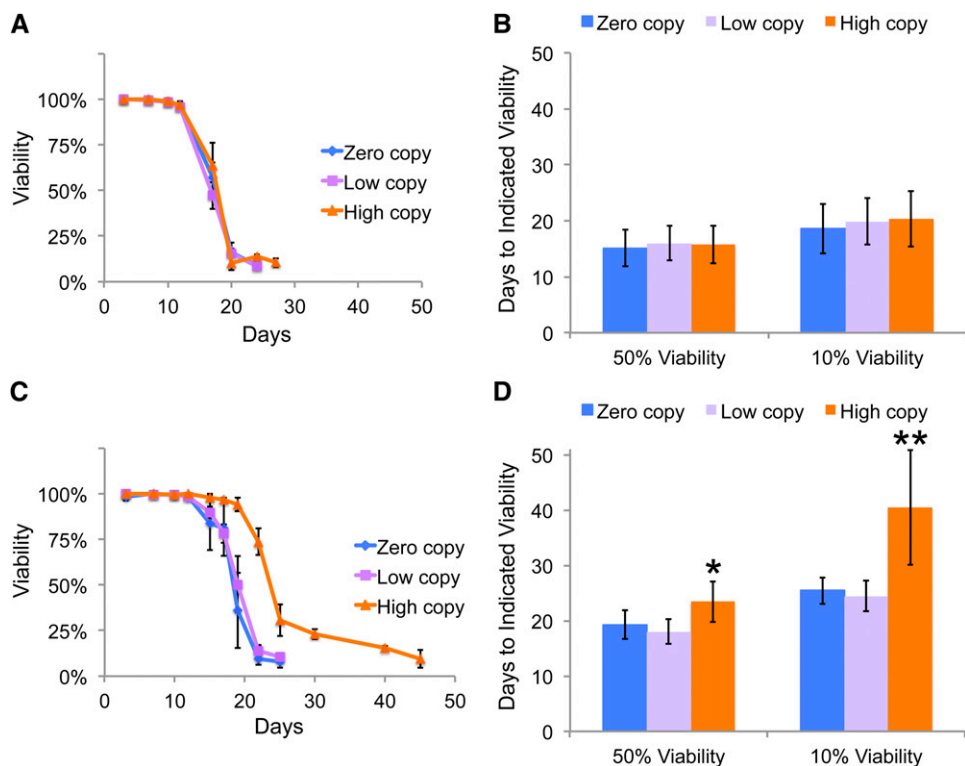 A
100%
75%
50%
25%
0%
Viability
0 10 20 30 40 50
Days
Zero copy
Low copy
High copy
B
Zero copy Low copy High copy
50
40
30
20
10
0
Days to Indicated Viability
50% Viability 10% Viability
C
100%
75%
50%
25%
0%
Viability
0 10 20 30 40 50
Days
Zero copy
Low copy
High copy
D
Zero copy Low copy High copy
50
40
30
20
10
0
Days to Indicated Viability
*
**
50% Viability 10% Viability